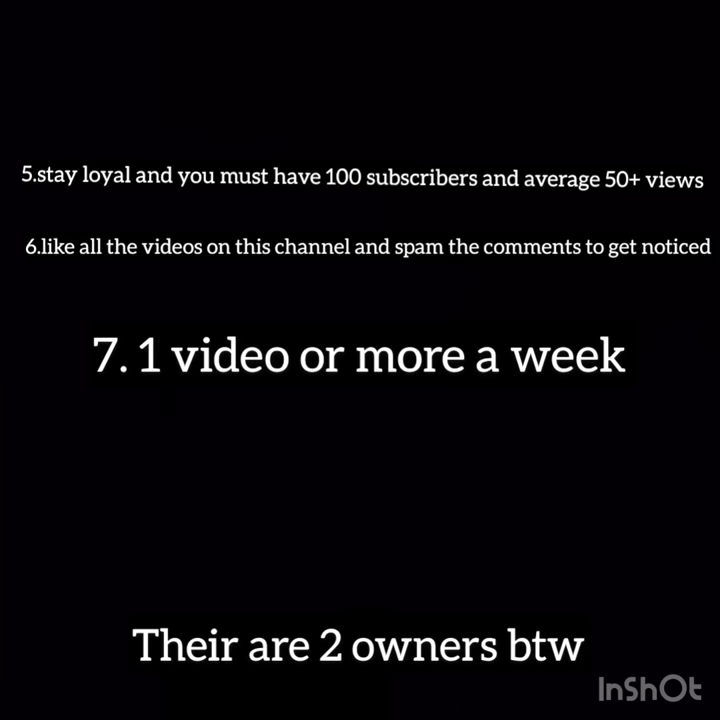 5.stay loyal and you must have 100 subscribers and average 50+ views
6.like all the videos on this channel and spam the comments to get noticed
7. 1 video or more a week
Their are 2 owners btw
InShOt